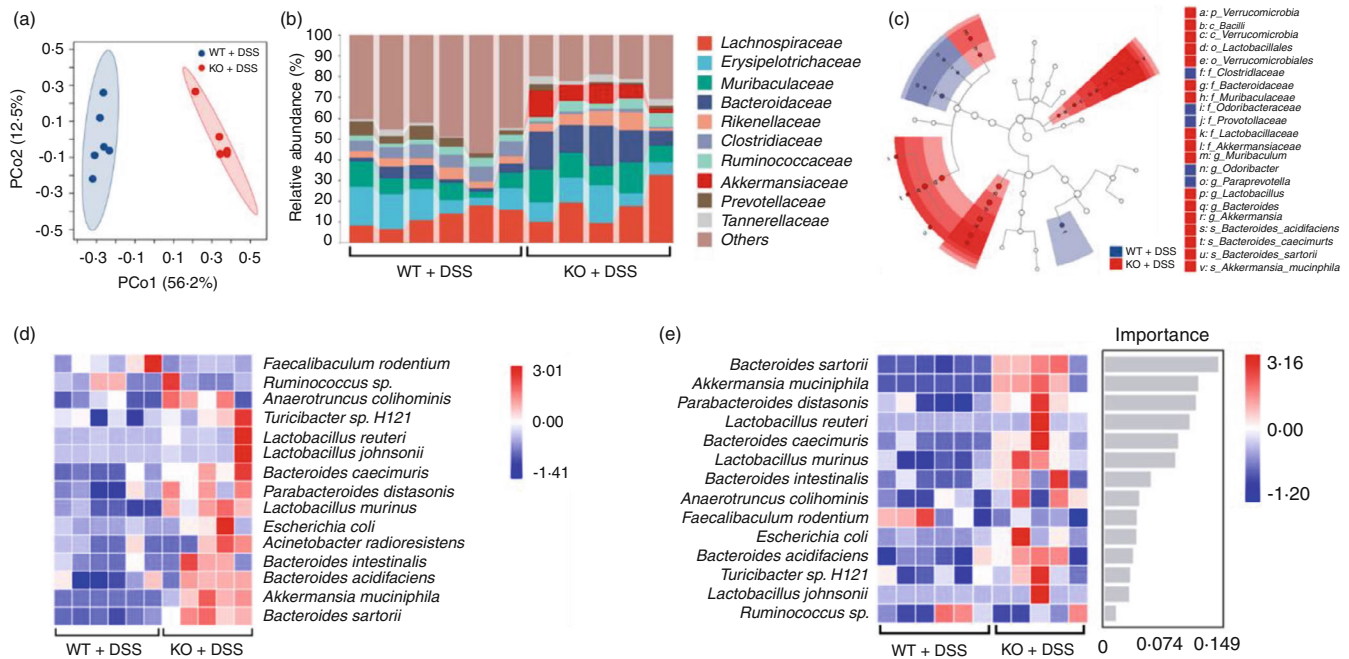 (a)
0·5
0.3
0.1
-0.1
-0.3
-0.5
-0.3
-0.1
0.1
0.3
0.5
WT + DSS
KO + DSS
PCo2 (12·5%)
PCo1 (56·2%)
(b)
100
90
80
70
60
50
40
30
20
10
0
Relative abundance (%)
WT + DSS
KO + DSS
Lachnospiraceae
Erysipelotrichaceae
Muribaculaceae
Bacteroidaceae
Rikenellaceae
Clostridiaceae
Ruminococcaceae
Akkermansiaceae
Prevotellaceae
Tannerellaceae
Others
(c)
WT + DSS
KO + DSS
a: p_Verrucomicrobia
b: c_Bacilli
c: c_Verrucomicrobia
d: o_Lactobacillales
e: o_Verrucomicrobiales
f: f_Clostridiaceae
g: f_Bacteroidaceae
h: f_Muribaculaceae
i: f_Odoribacteraceae
j: f_Provotellaceae
k: f_Lactobacillaceae
l: f_Akkermansiaceae
m: g_Muribaculum
n: g_Odoribacter
o: g_Paraprevotella
p: g_Lactobacillus
q: g_Bacteroides
r: g_Akkermansia
s: s_Bacteroides_acidifaciens
t: s_Bacteroides_caecimurts
u: s_Bacteroides_sartorii
v: s_Akkermansia_mucinphila
(d)
Faecalibaculum rodentium
Ruminococcus sp.
Anaerotruncus colihominis
Turicibacter sp. H121
Lactobacillus reuteri
Lactobacillus johnsonii
Bacteroides caecimuris
Parabacteroides distasonis
Lactobacillus murinus
Escherichia coli
Acinetobacter radioresistens
Bacteroides intestinalis
Bacteroides acidifaciens
Akkermansia muciniphila
Bacteroides sartorii
3·01
0.00
-1·41
WT + DSS
KO + DSS
(e)
Bacteroides sartorii
Akkermansia muciniphila
Parabacteroides distasonis
Lactobacillus reuteri
Bacteroides caecimuris
Lactobacillus murinus
Bacteroides intestinalis
Anaerotruncus colihominis
Faecalibaculum rodentium
Escherichia coli
Bacteroides acidifaciens
Turicibacter sp. H121
Lactobacillus johnsonii
Ruminococcus sp.
WT + DSS
KO + DSS
Importance
0
0·074
0·149
3·16
0·00
-1·20